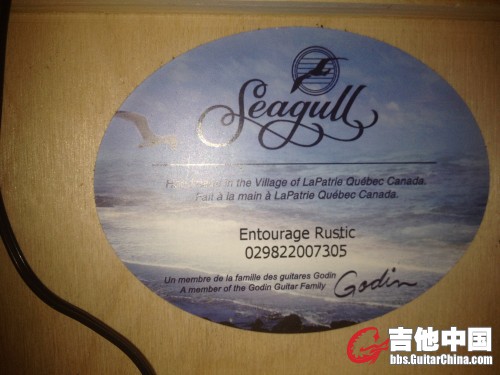 Seagull
in the Village of LaPatrie Québec Canada.
Fait à la main à LaPatrie Québec Canada.
Entourage Rustic
029822007305
Un membre de la famille des guitares Godin
A member of the Godin Guitar Family
Godin
吉他中国
bbs.GuitarChina.com